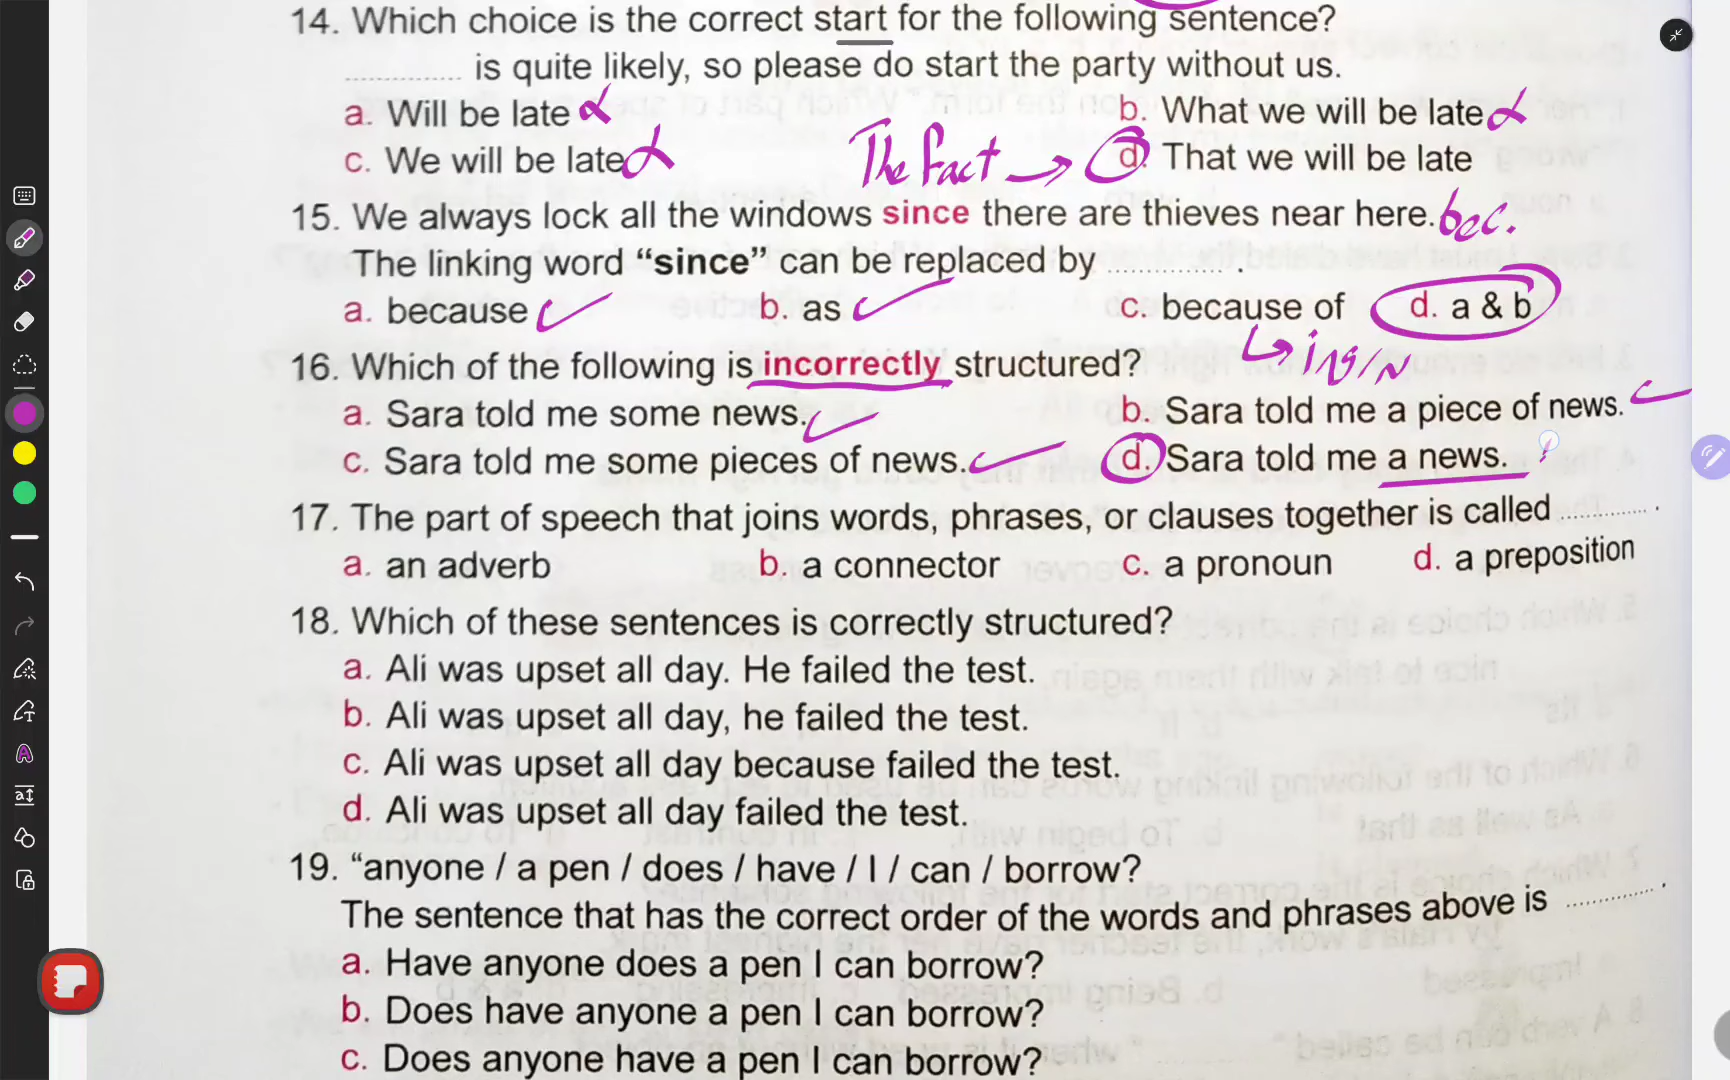 14. Which choice is the correct start for the following sentence?
............. is quite likely, so please do start the party without us.
a. Will be late
b. What we will be late
c. We will be late
The fact → d. That we will be late
15. We always lock all the windows since there are thieves near here. bec.
The linking word “since” can be replaced by ............. .
a. because b. as c. because of d. a & b
16. Which of the following is incorrectly structured?
a. Sara told me some news.
b. Sara told me a piece of news.
c. Sara told me some pieces of news.
d. Sara told me a news.
17. The part of speech that joins words, phrases, or clauses together is called ............. .
a. an adverb b. a connector c. a pronoun d. a preposition
18. Which of these sentences is correctly structured?
a. Ali was upset all day. He failed the test.
b. Ali was upset all day, he failed the test.
c. Ali was upset all day because failed the test.
d. Ali was upset all day failed the test.
19. “anyone / a pen / does / have / I / can / borrow?
The sentence that has the correct order of the words and phrases above is ............. .
a. Have anyone does a pen I can borrow?
b. Does have anyone a pen I can borrow?
c. Does anyone have a pen I can borrow?